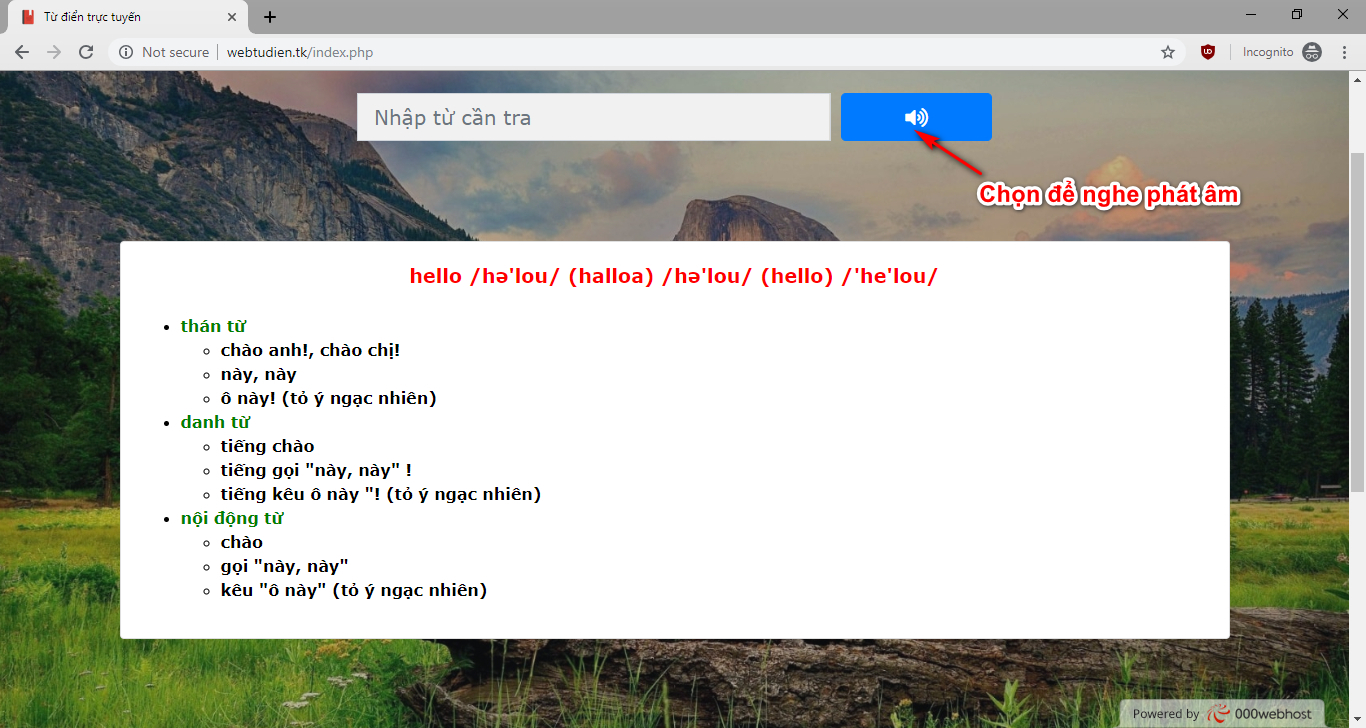 Từ điển trực tuyến
Not secure
webtudien.tk/index.php
Incognito
Nhập từ cần tra
Chọn để nghe phát âm
hello /hə'lou/ (halloa) /hə'lou/ (hello) /'he'lou/
thán từ
chào anh!, chào chị!
này, này
ô này! (tỏ ý ngạc nhiên)
danh từ
tiếng chào
tiếng gọi "này, này" !
tiếng kêu ô này "! (tỏ ý ngạc nhiên)
nội động từ
chào
gọi "này, này"
kêu "ô này" (tỏ ý ngạc nhiên)
Powered by 000webhost